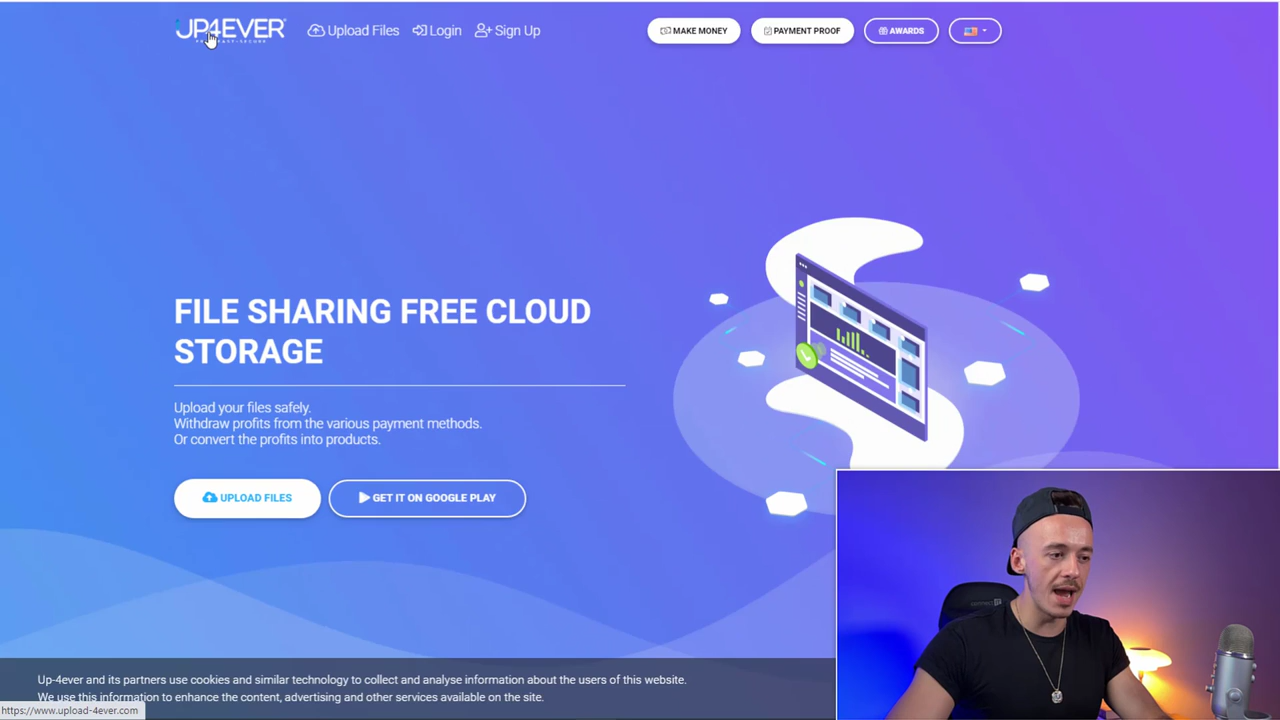 UP4EVER
Upload Files
Login
Sign Up
MAKE MONEY
PAYMENT PROOF
AWARDS
FILE SHARING FREE CLOUD
STORAGE
Upload your files safely.
Withdraw profits from the various payment methods.
Or convert the profits into products.
UPLOAD FILES
GET IT ON GOOGLE PLAY
Up-4ever and its partners use cookies and similar technology to collect and analyse information about the users of this website.
We use this information to enhance the content, advertising and other services available on the site.
https://www.upload-4ever.com